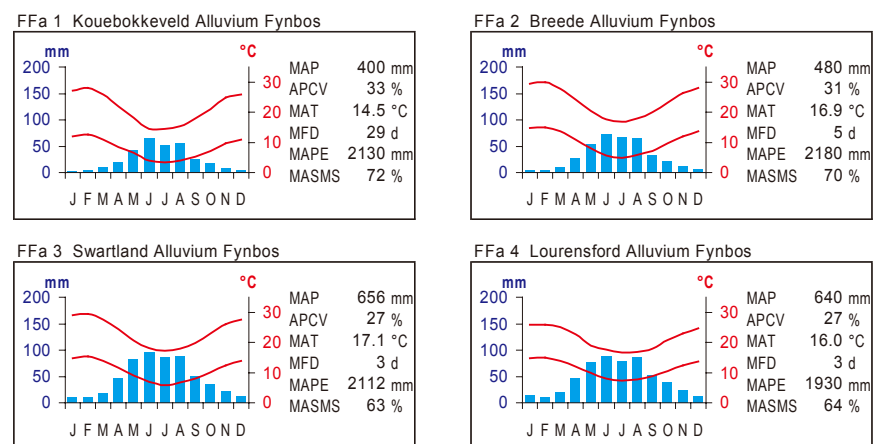 FFa 1 Kouebokkeveld Alluvium Fynbos
mm °C
200 MAP 400 mm
30 APCV 33 %
150
20 MAT 14.5 °C
100
MFD 29 d
10
50 MAPE 2130 mm
0 0 MASMS 72 %
J F M A M J J A S O N D
FFa 2 Breede Alluvium Fynbos
mm °C
200 MAP 480 mm
30 APCV 31 %
150
20 MAT 16.9 °C
100
MFD 5 d
10
50 MAPE 2180 mm
0 0 MASMS 70 %
J F M A M J J A S O N D
FFa 3 Swartland Alluvium Fynbos
mm °C
200 MAP 656 mm
30 APCV 27 %
150
20 MAT 17.1 °C
100
MFD 3 d
10
50 MAPE 2112 mm
0 0 MASMS 63 %
J F M A M J J A S O N D
FFa 4 Lourensford Alluvium Fynbos
mm °C
200 MAP 640 mm
30 APCV 27 %
150
20 MAT 16.0 °C
100
MFD 3 d
10
50 MAPE 1930 mm
0 0 MASMS 64 %
J F M A M J J A S O N D